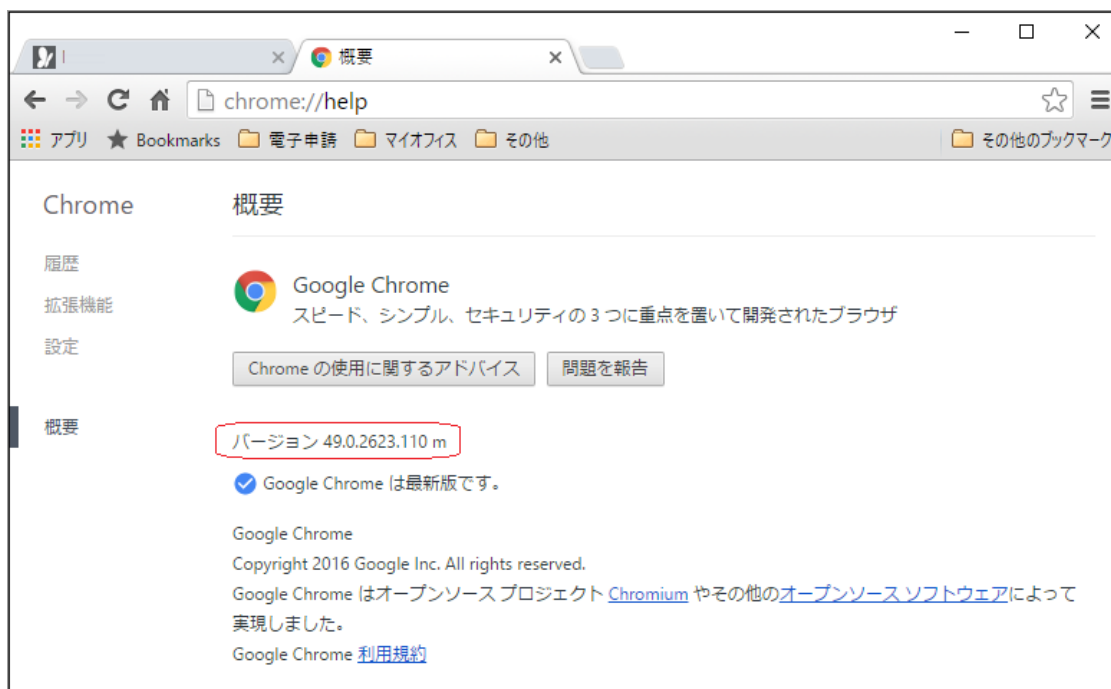 概要
chrome://help
アプリ Bookmarks 電子申請 マイオフィス その他 その他のブックマーク
Chrome
履歴
拡張機能
設定
概要
概要
Google Chrome
スピード、シンプル、セキュリティの 3 つに重点を置いて開発されたブラウザ
Chrome の使用に関するアドバイス 問題を報告
バージョン 49.0.2623.110 m
Google Chrome は最新版です。
Google Chrome
Copyright 2016 Google Inc. All rights reserved.
Google Chrome はオープンソース プロジェクト Chromium やその他のオープンソース ソフトウェアによって
実現しました。
Google Chrome 利用規約